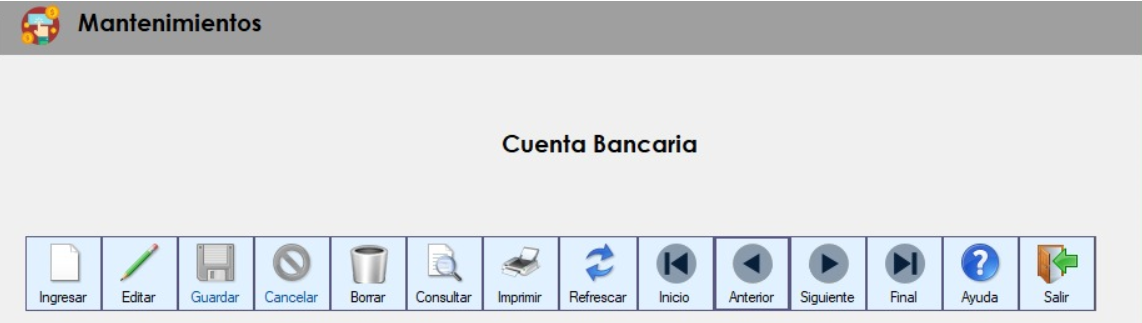 Mantenimientos
Cuenta Bancaria
Ingresar Editar Guardar Cancelar Borrar Consultar Imprimir Refrescar Inicio Anterior Siguiente Final Ayuda Salir